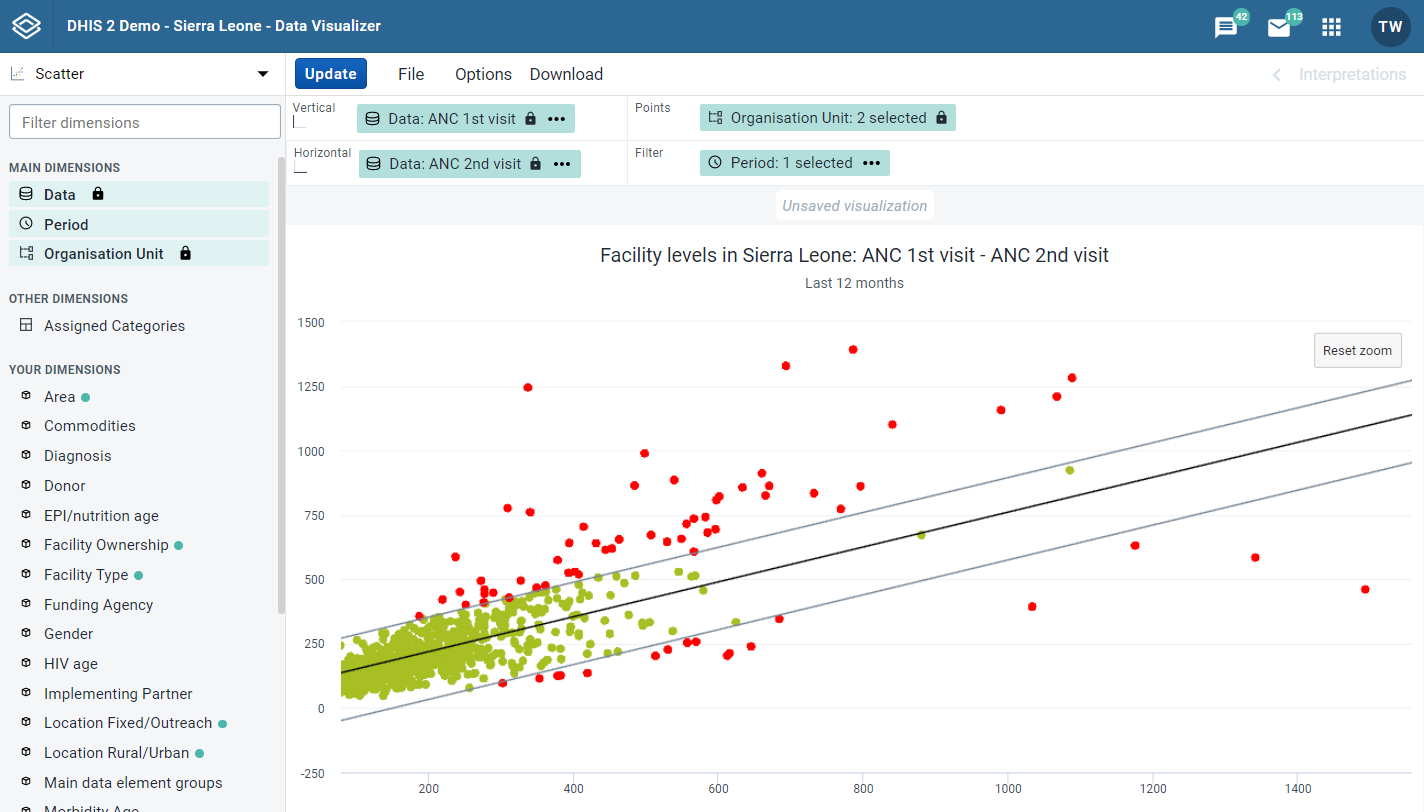 DHIS 2 Demo - Sierra Leone - Data Visualizer
42
113
TW
Scatter
Update File Options Download
Interpretations
Filter dimensions
MAIN DIMENSIONS
Data
Period
Organisation Unit
OTHER DIMENSIONS
Assigned Categories
YOUR DIMENSIONS
Area
Commodities
Diagnosis
Donor
EPI/nutrition age
Facility Ownership
Facility Type
Funding Agency
Gender
HIV age
Implementing Partner
Location Fixed/Outreach
Location Rural/Urban
Main data element groups
Morbidity Age
Vertical
Data: ANC 1st visit
Points
Organisation Unit: 2 selected
Horizontal
Data: ANC 2nd visit
Filter
Period: 1 selected
Unsaved visualization
Facility levels in Sierra Leone: ANC 1st visit - ANC 2nd visit
Last 12 months
Reset zoom
1500
1250
1000
750
500
250
0
-250
200 400 600 800 1000 1200 1400